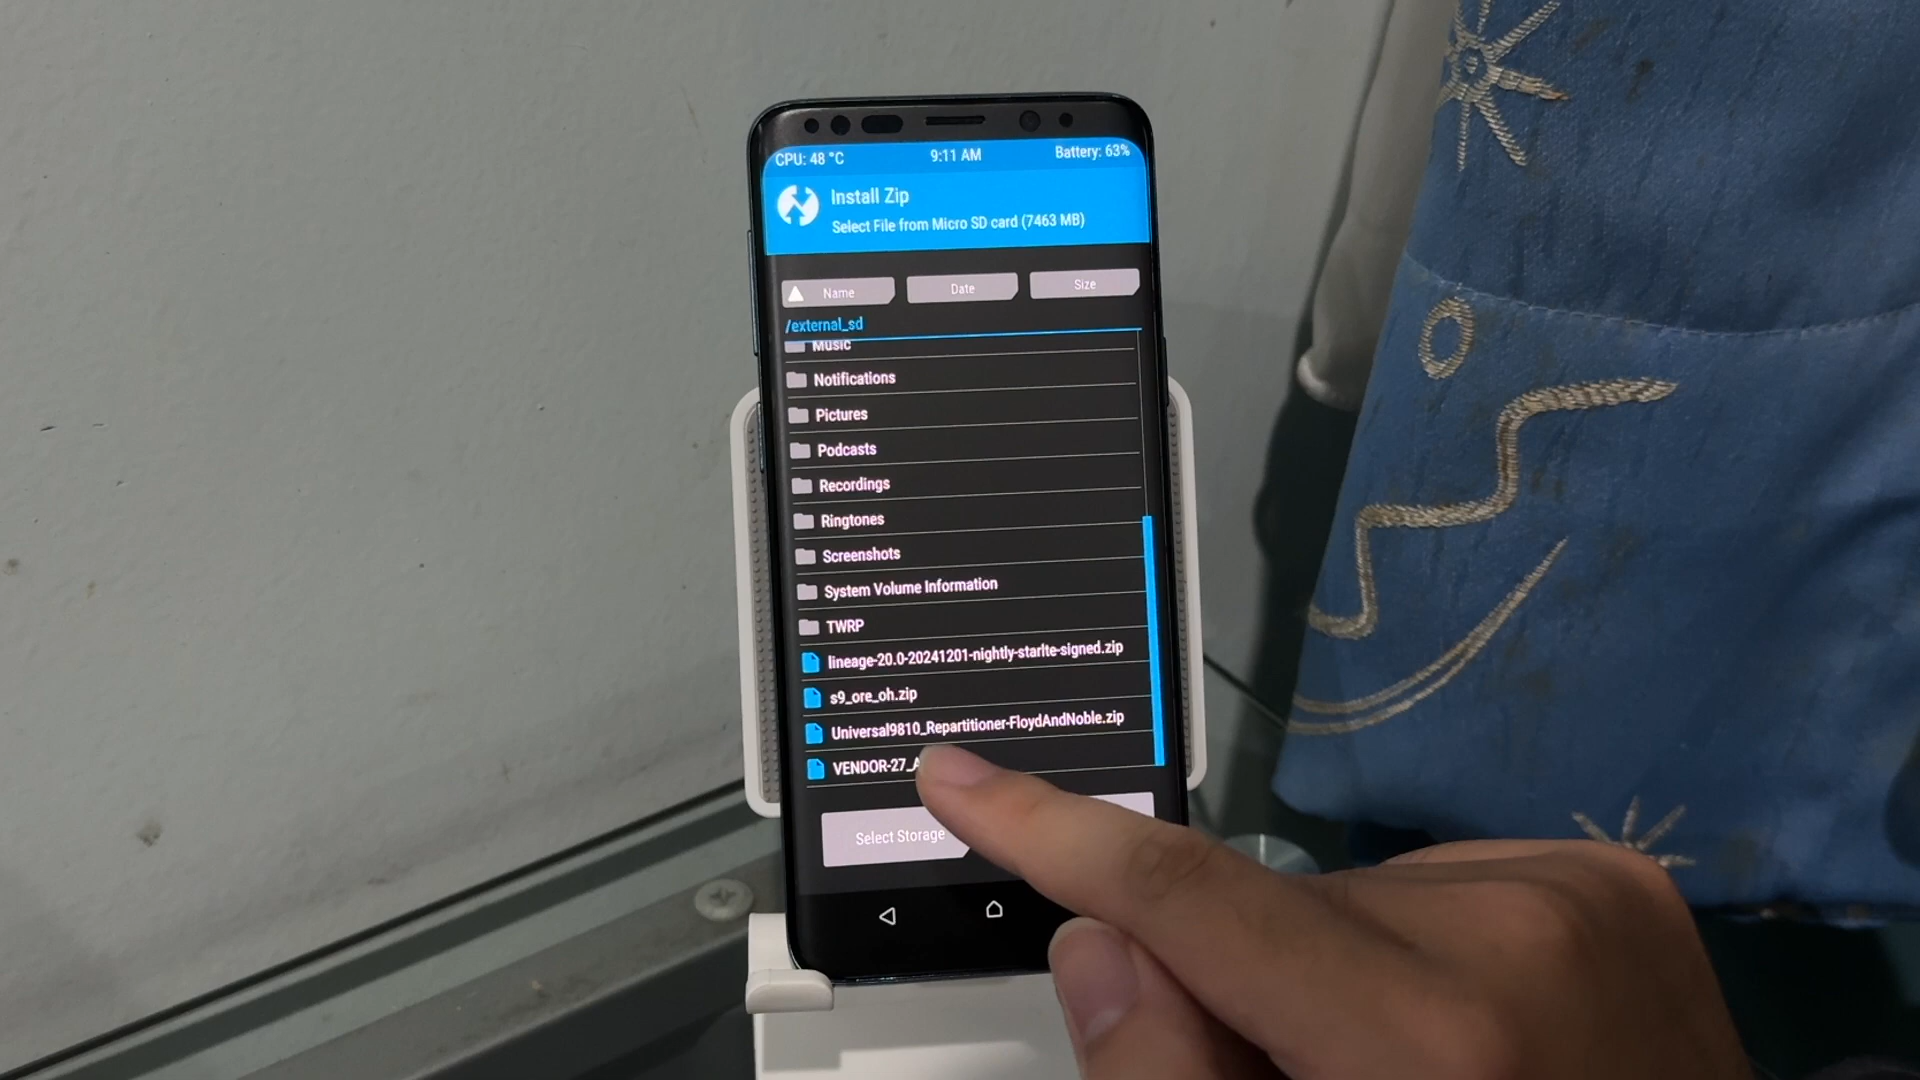 CPU: 48 °C 9:11 AM Battery: 63%
Install Zip
Select File from Micro SD card (7463 MB)
Name Date Size
/external_sd
Music
Notifications
Pictures
Podcasts
Recordings
Ringtones
Screenshots
System Volume Information
TWRP
lineage-20.0-20241201-nightly-starlte-signed.zip
s9_ore_oh.zip
Universal9810_Repartitioner-FloydAndNoble.zip
VENDOR-27_A
Select Storage